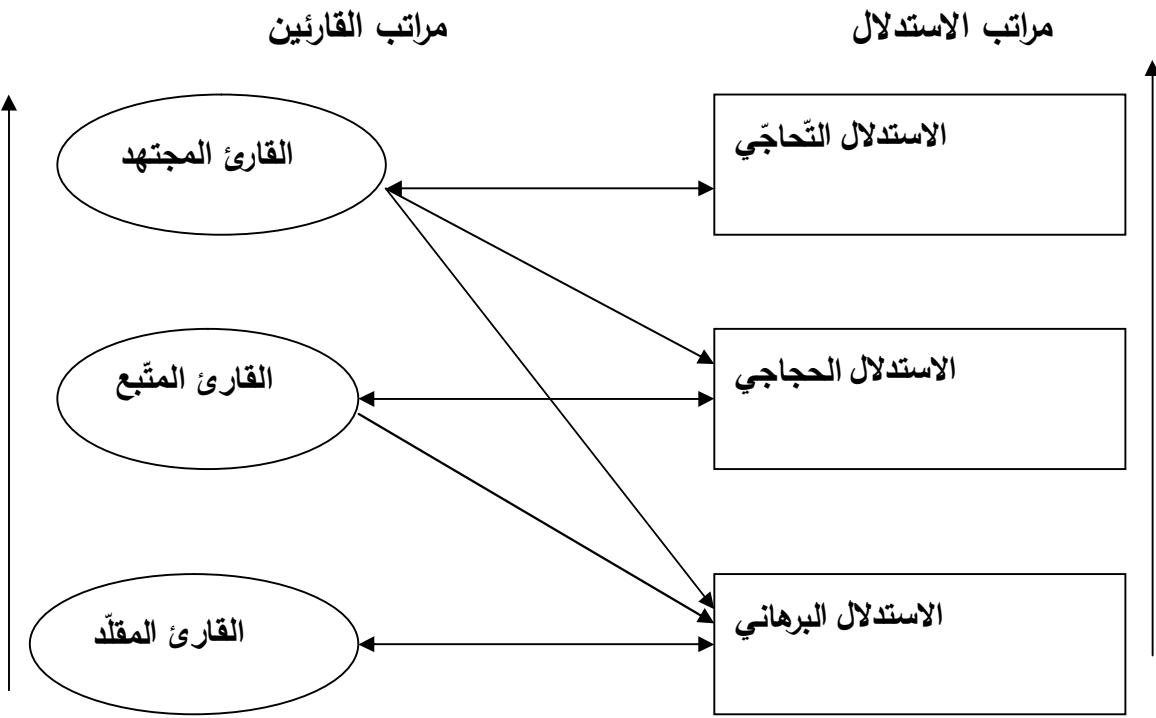 مراتب الاستدلال
مراتب القارئين
الاستدلال التّحاجّي
القارئ المجتهد
الاستدلال الحجاجي
القارئ المتّبع
الاستدلال البرهاني
القارئ المقلّد